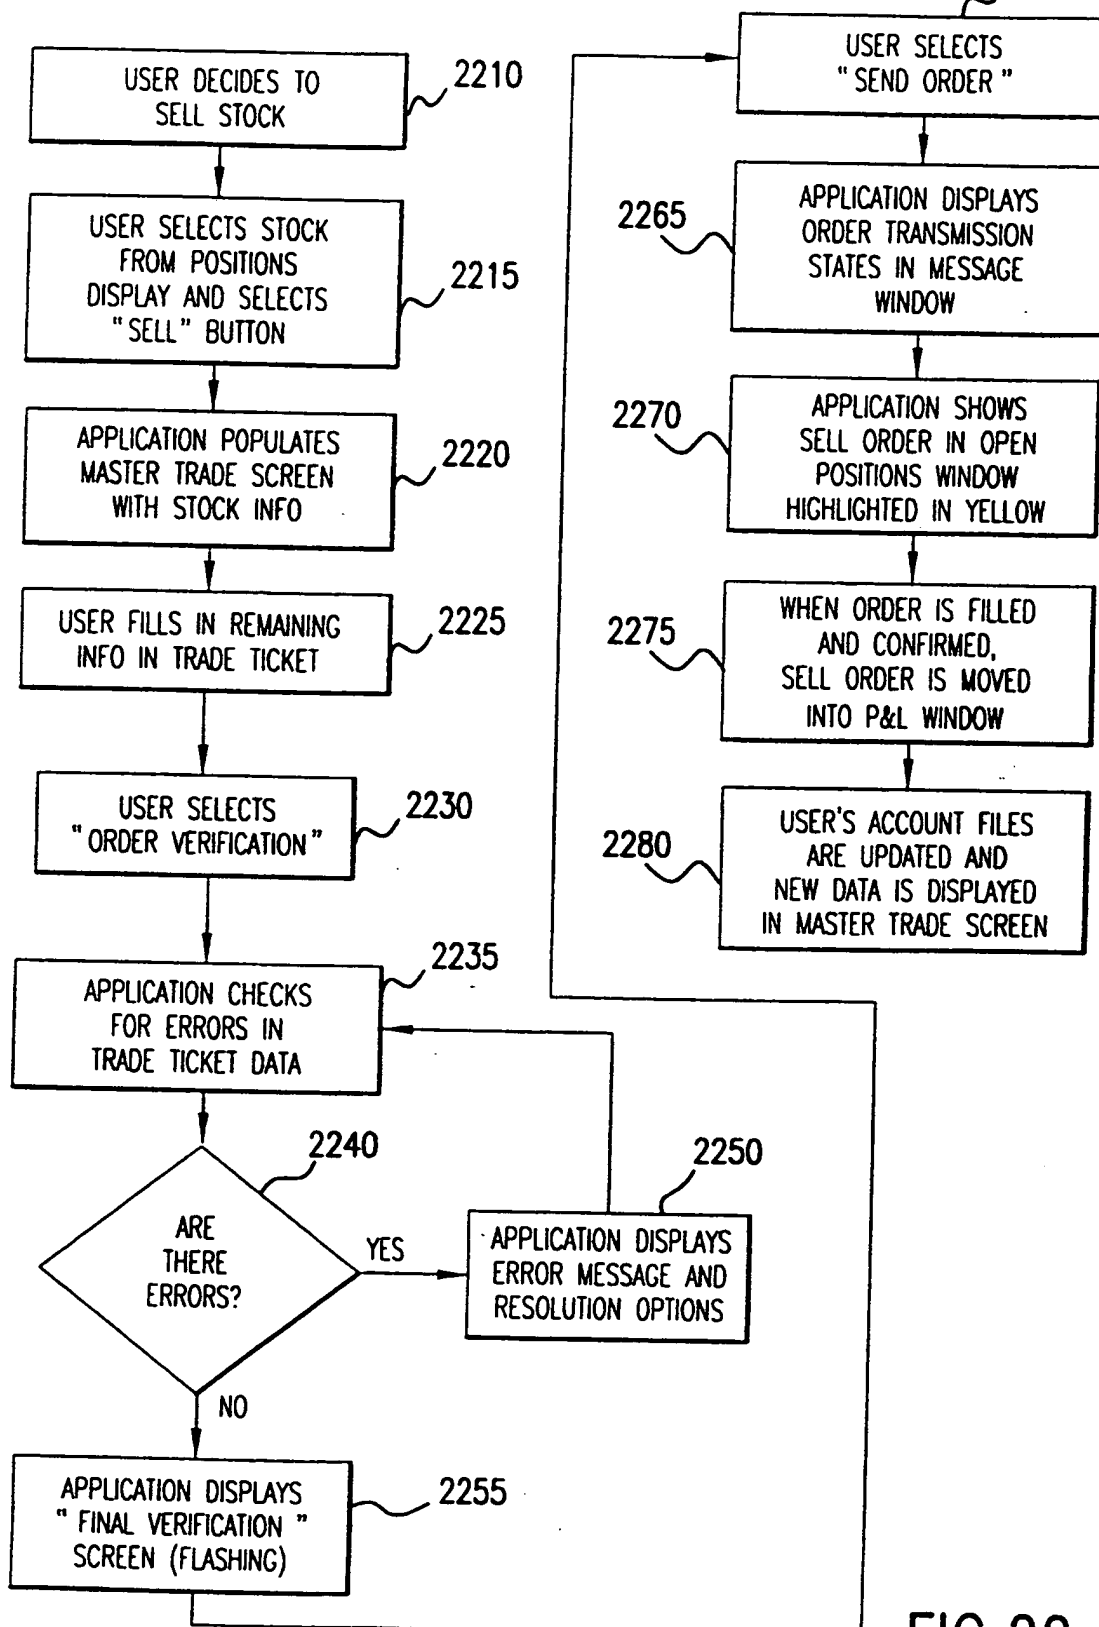 USER DECIDES TO
SELL STOCK
2210
USER SELECTS STOCK
FROM POSITIONS
DISPLAY AND SELECTS
"SELL" BUTTON
2215
APPLICATION POPULATES
MASTER TRADE SCREEN
WITH STOCK INFO
2220
USER FILLS IN REMAINING
INFO IN TRADE TICKET
2225
USER SELECTS
"ORDER VERIFICATION"
2230
APPLICATION CHECKS
FOR ERRORS IN
TRADE TICKET DATA
2235
ARE
THERE
ERRORS?
2240
YES
APPLICATION DISPLAYS
ERROR MESSAGE AND
RESOLUTION OPTIONS
2250
NO
APPLICATION DISPLAYS
" FINAL VERIFICATION "
SCREEN (FLASHING)
2255
USER SELECTS
"SEND ORDER"
APPLICATION DISPLAYS
ORDER TRANSMISSION
STATES IN MESSAGE
WINDOW
2265
APPLICATION SHOWS
SELL ORDER IN OPEN
POSITIONS WINDOW
HIGHLIGHTED IN YELLOW
2270
WHEN ORDER IS FILLED
AND CONFIRMED,
SELL ORDER IS MOVED
INTO P&L WINDOW
2275
USER'S ACCOUNT FILES
ARE UPDATED AND
NEW DATA IS DISPLAYED
IN MASTER TRADE SCREEN
2280
FIG.